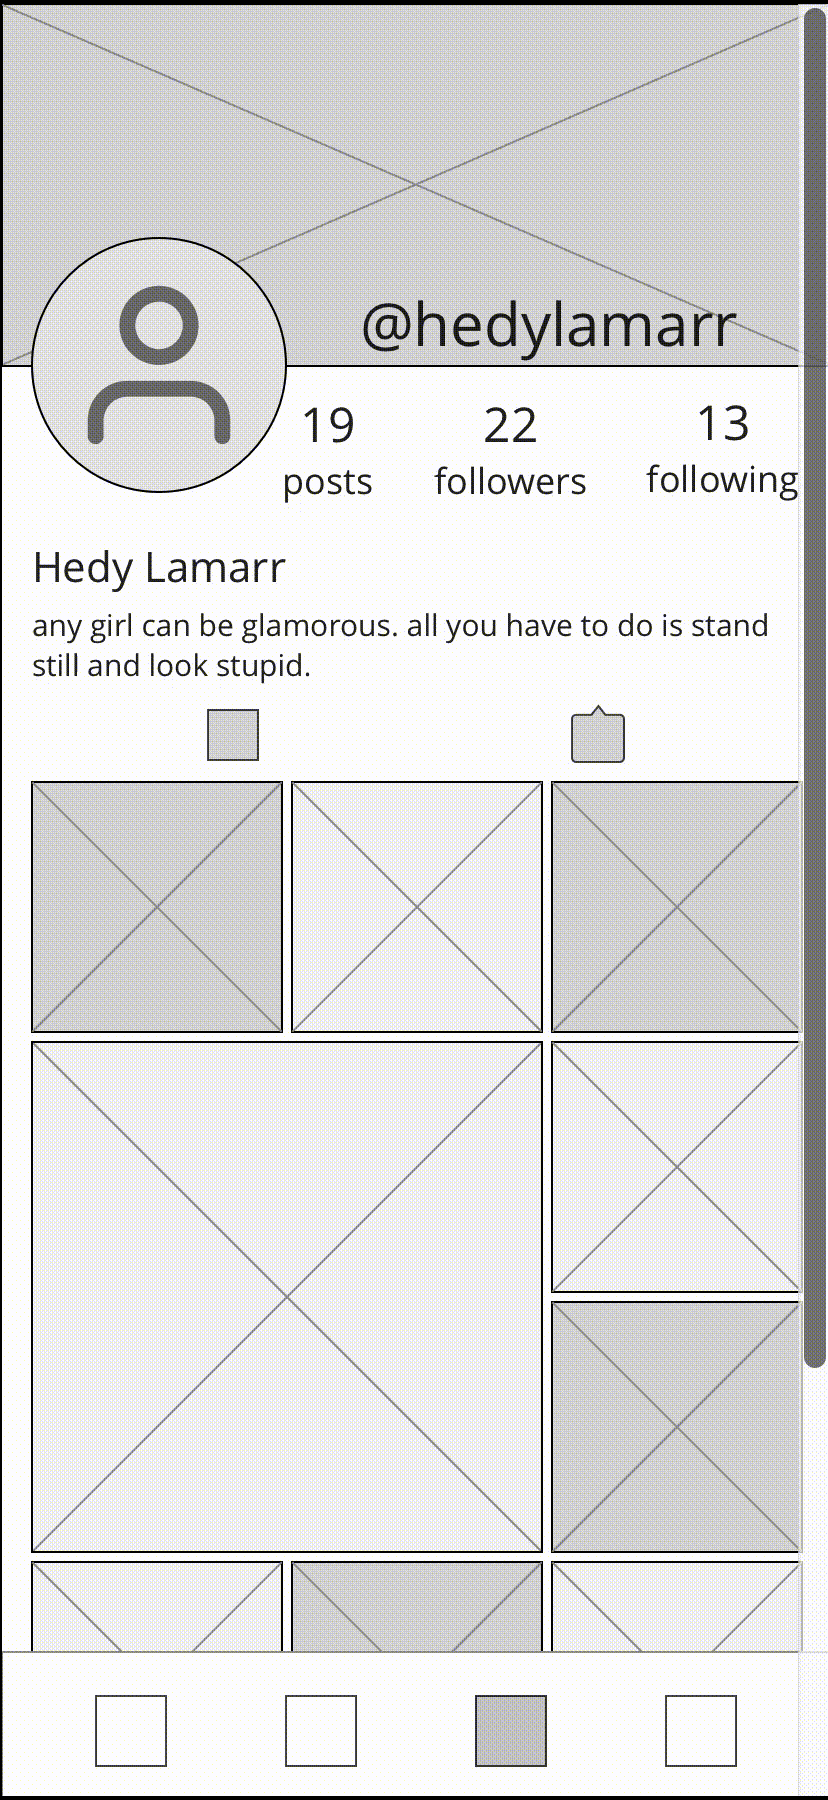 @hedylamarr
19 22 13
posts followers following
Hedy Lamarr
any girl can be glamorous. all you have to do is stand
still and look stupid.